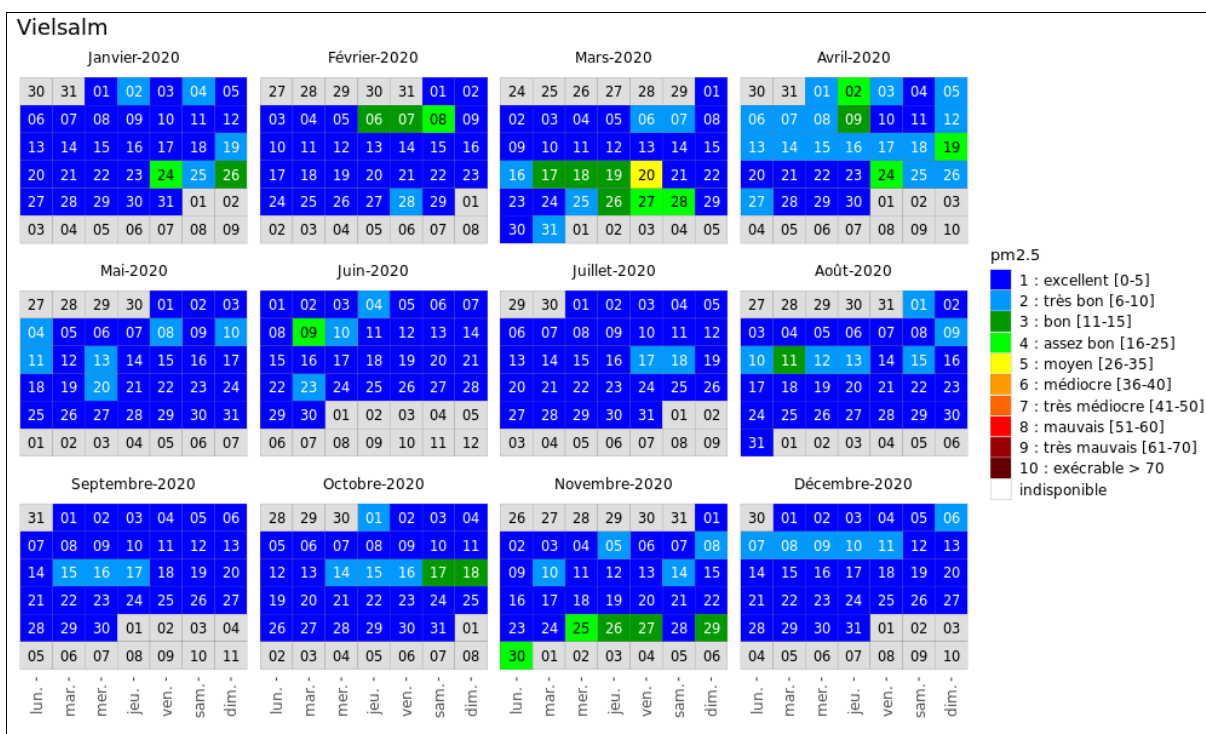 Vielsalm
Janvier-2020 Février-2020 Mars-2020 Avril-2020
30 31 01 02 03 04 05 27 28 29 30 31 01 02 24 25 26 27 28 29 01 30 31 01 02 03 04 05
06 07 08 09 10 11 12 03 04 05 06 07 08 09 02 03 04 05 06 07 08 06 07 08 09 10 11 12
13 14 15 16 17 18 19 10 11 12 13 14 15 16 09 10 11 12 13 14 15 13 14 15 16 17 18 19
20 21 22 23 24 25 26 17 18 19 20 21 22 23 16 17 18 19 20 21 22 20 21 22 23 24 25 26
27 28 29 30 31 01 02 24 25 26 27 28 29 01 23 24 25 26 27 28 29 27 28 29 30 01 02 03
03 04 05 06 07 08 09 02 03 04 05 06 07 08 30 31 01 02 03 04 05 04 05 06 07 08 09 10
Mai-2020 Juin-2020 Juillet-2020 Août-2020
27 28 29 30 01 02 03 01 02 03 04 05 06 07 29 30 01 02 03 04 05 27 28 29 30 31 01 02
04 05 06 07 08 09 10 08 09 10 11 12 13 14 06 07 08 09 10 11 12 03 04 05 06 07 08 09
11 12 13 14 15 16 17 15 16 17 18 19 20 21 13 14 15 16 17 18 19 10 11 12 13 14 15 16
18 19 20 21 22 23 24 22 23 24 25 26 27 28 20 21 22 23 24 25 26 17 18 19 20 21 22 23
25 26 27 28 29 30 31 29 30 01 02 03 04 05 27 28 29 30 31 01 02 24 25 26 27 28 29 30
01 02 03 04 05 06 07 06 07 08 09 10 11 12 03 04 05 06 07 08 09 31 01 02 03 04 05 06
Septembre-2020 Octobre-2020 Novembre-2020 Décembre-2020
31 01 02 03 04 05 06 28 29 30 01 02 03 04 26 27 28 29 30 31 01 30 01 02 03 04 05 06
07 08 09 10 11 12 13 05 06 07 08 09 10 11 02 03 04 05 06 07 08 07 08 09 10 11 12 13
14 15 16 17 18 19 20 12 13 14 15 16 17 18 09 10 11 12 13 14 15 14 15 16 17 18 19 20
21 22 23 24 25 26 27 19 20 21 22 23 24 25 16 17 18 19 20 21 22 21 22 23 24 25 26 27
28 29 30 01 02 03 04 26 27 28 29 30 31 01 23 24 25 26 27 28 29 28 29 30 31 01 02 03
05 06 07 08 09 10 11 02 03 04 05 06 07 08 30 01 02 03 04 05 06 04 05 06 07 08 09 10
lun. - mar. - mer. - jeu. - ven. - sam. - dim. - lun. - mar. - mer. - jeu. - ven. - sam. - dim. - lun. - mar. - mer. - jeu. - ven. - sam. - dim. - lun. - mar. - mer. - jeu. - ven. - sam. - dim. -
pm2.5
1 : excellent [0-5]
2 : très bon [6-10]
3 : bon [11-15]
4 : assez bon [16-25]
5 : moyen [26-35]
6 : médiocre [36-40]
7 : très médiocre [41-50]
8 : mauvais [51-60]
9 : très mauvais [61-70]
10 : exécrable > 70
indisponible